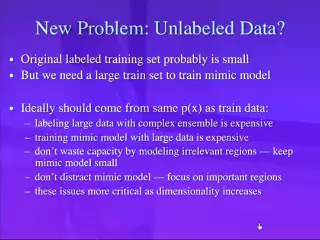 New Problem: Unlabeled Data?
• Original labeled training set probably is small
• But we need a large train set to train mimic model
• Ideally should come from same p(x) as train data:
– labeling large data with complex ensemble is expensive
– training mimic model with large data is expensive
– don't waste capacity by modeling irrelevant regions --- keep
mimic model small
– don't distract mimic model --- focus on important regions
– these issues more critical as dimensionality increases